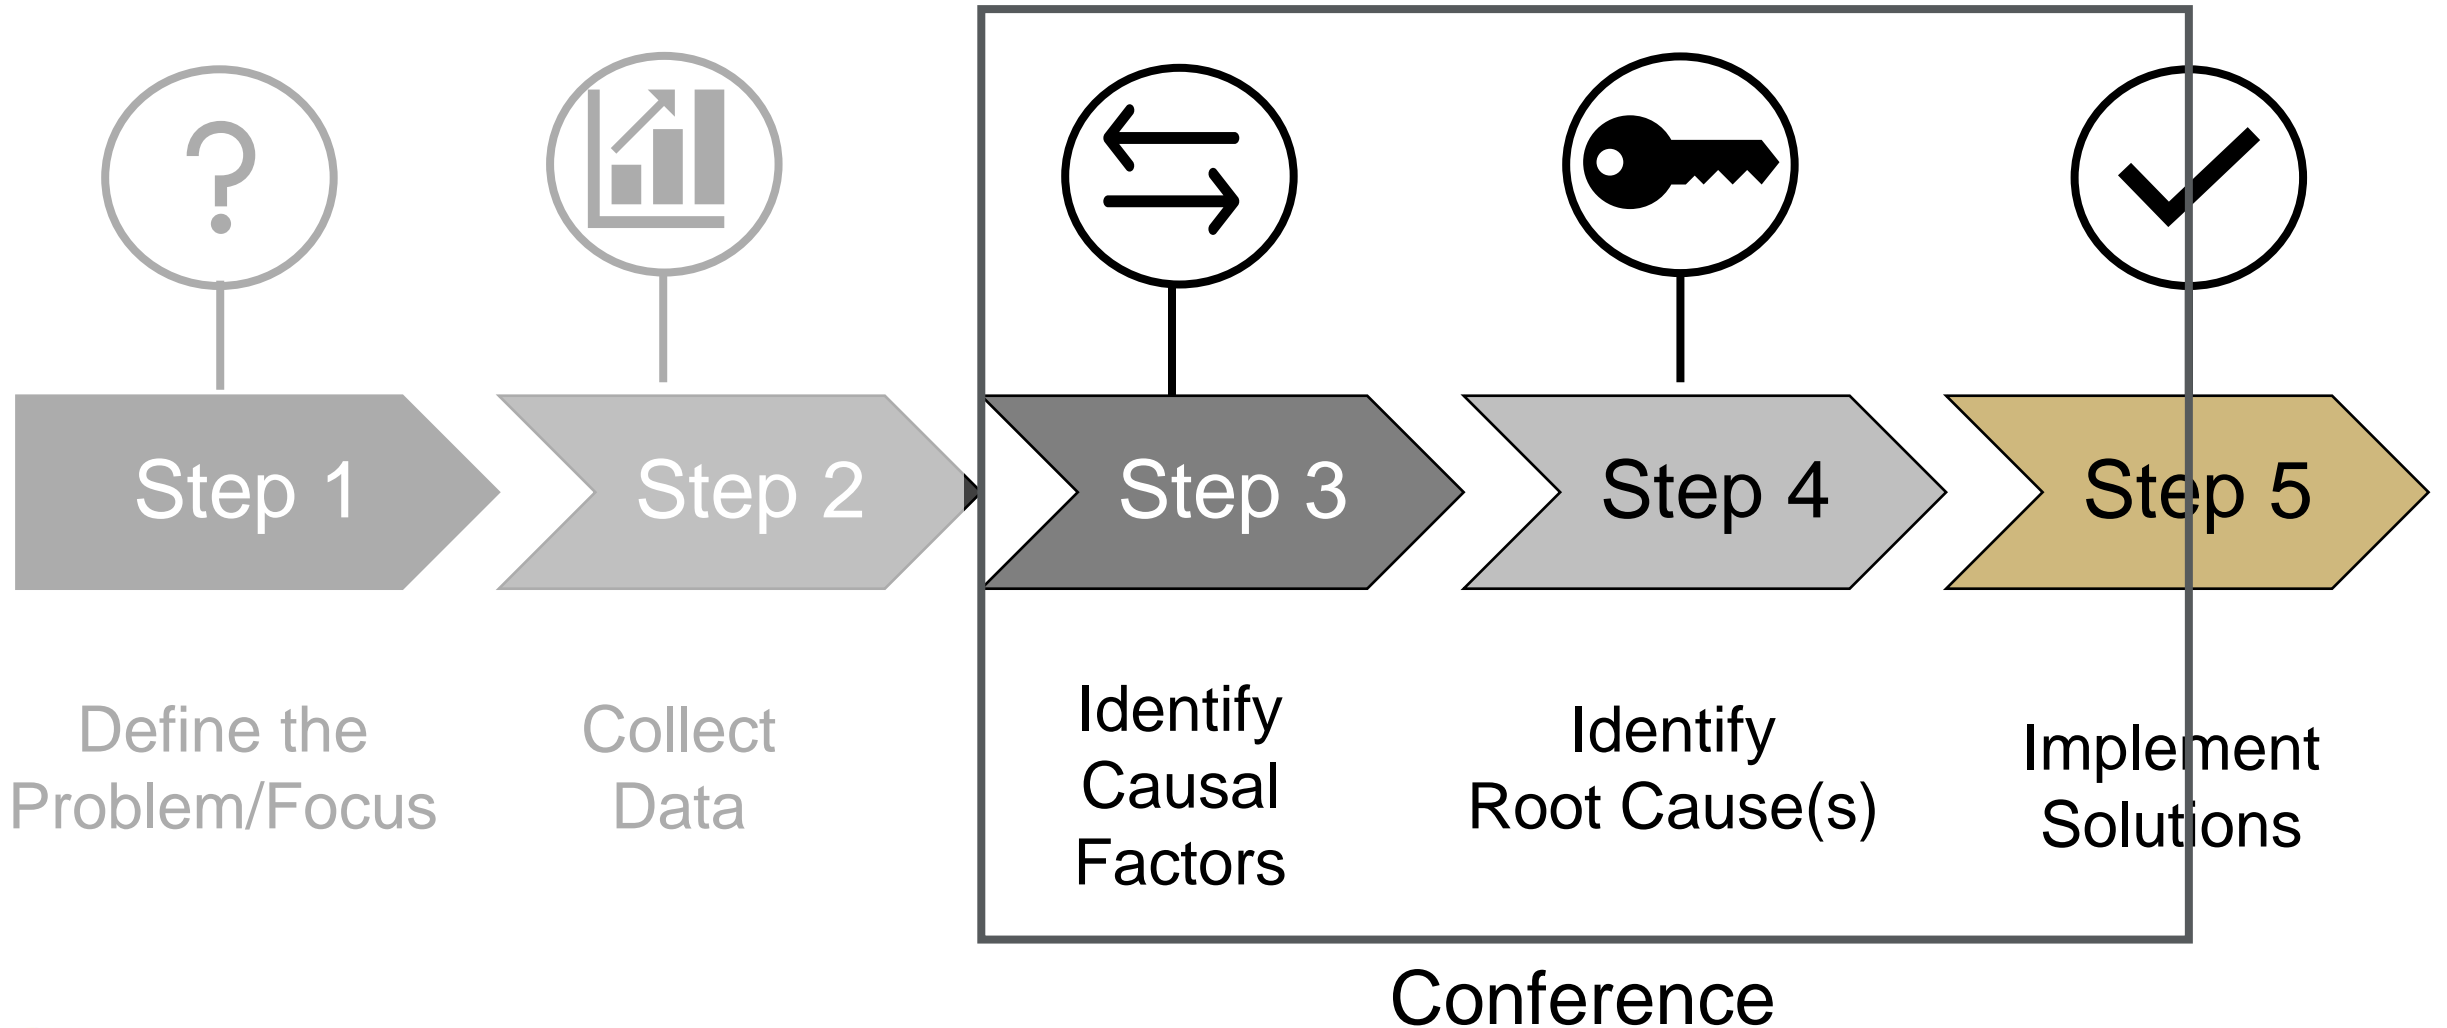 Step 1
Step 2
Step 3
Step 4
Step 5
Define the
Problem/Focus
Collect
Data
Identify
Causal
Factors
Identify
Root Cause(s)
Implement
Solutions
Conference